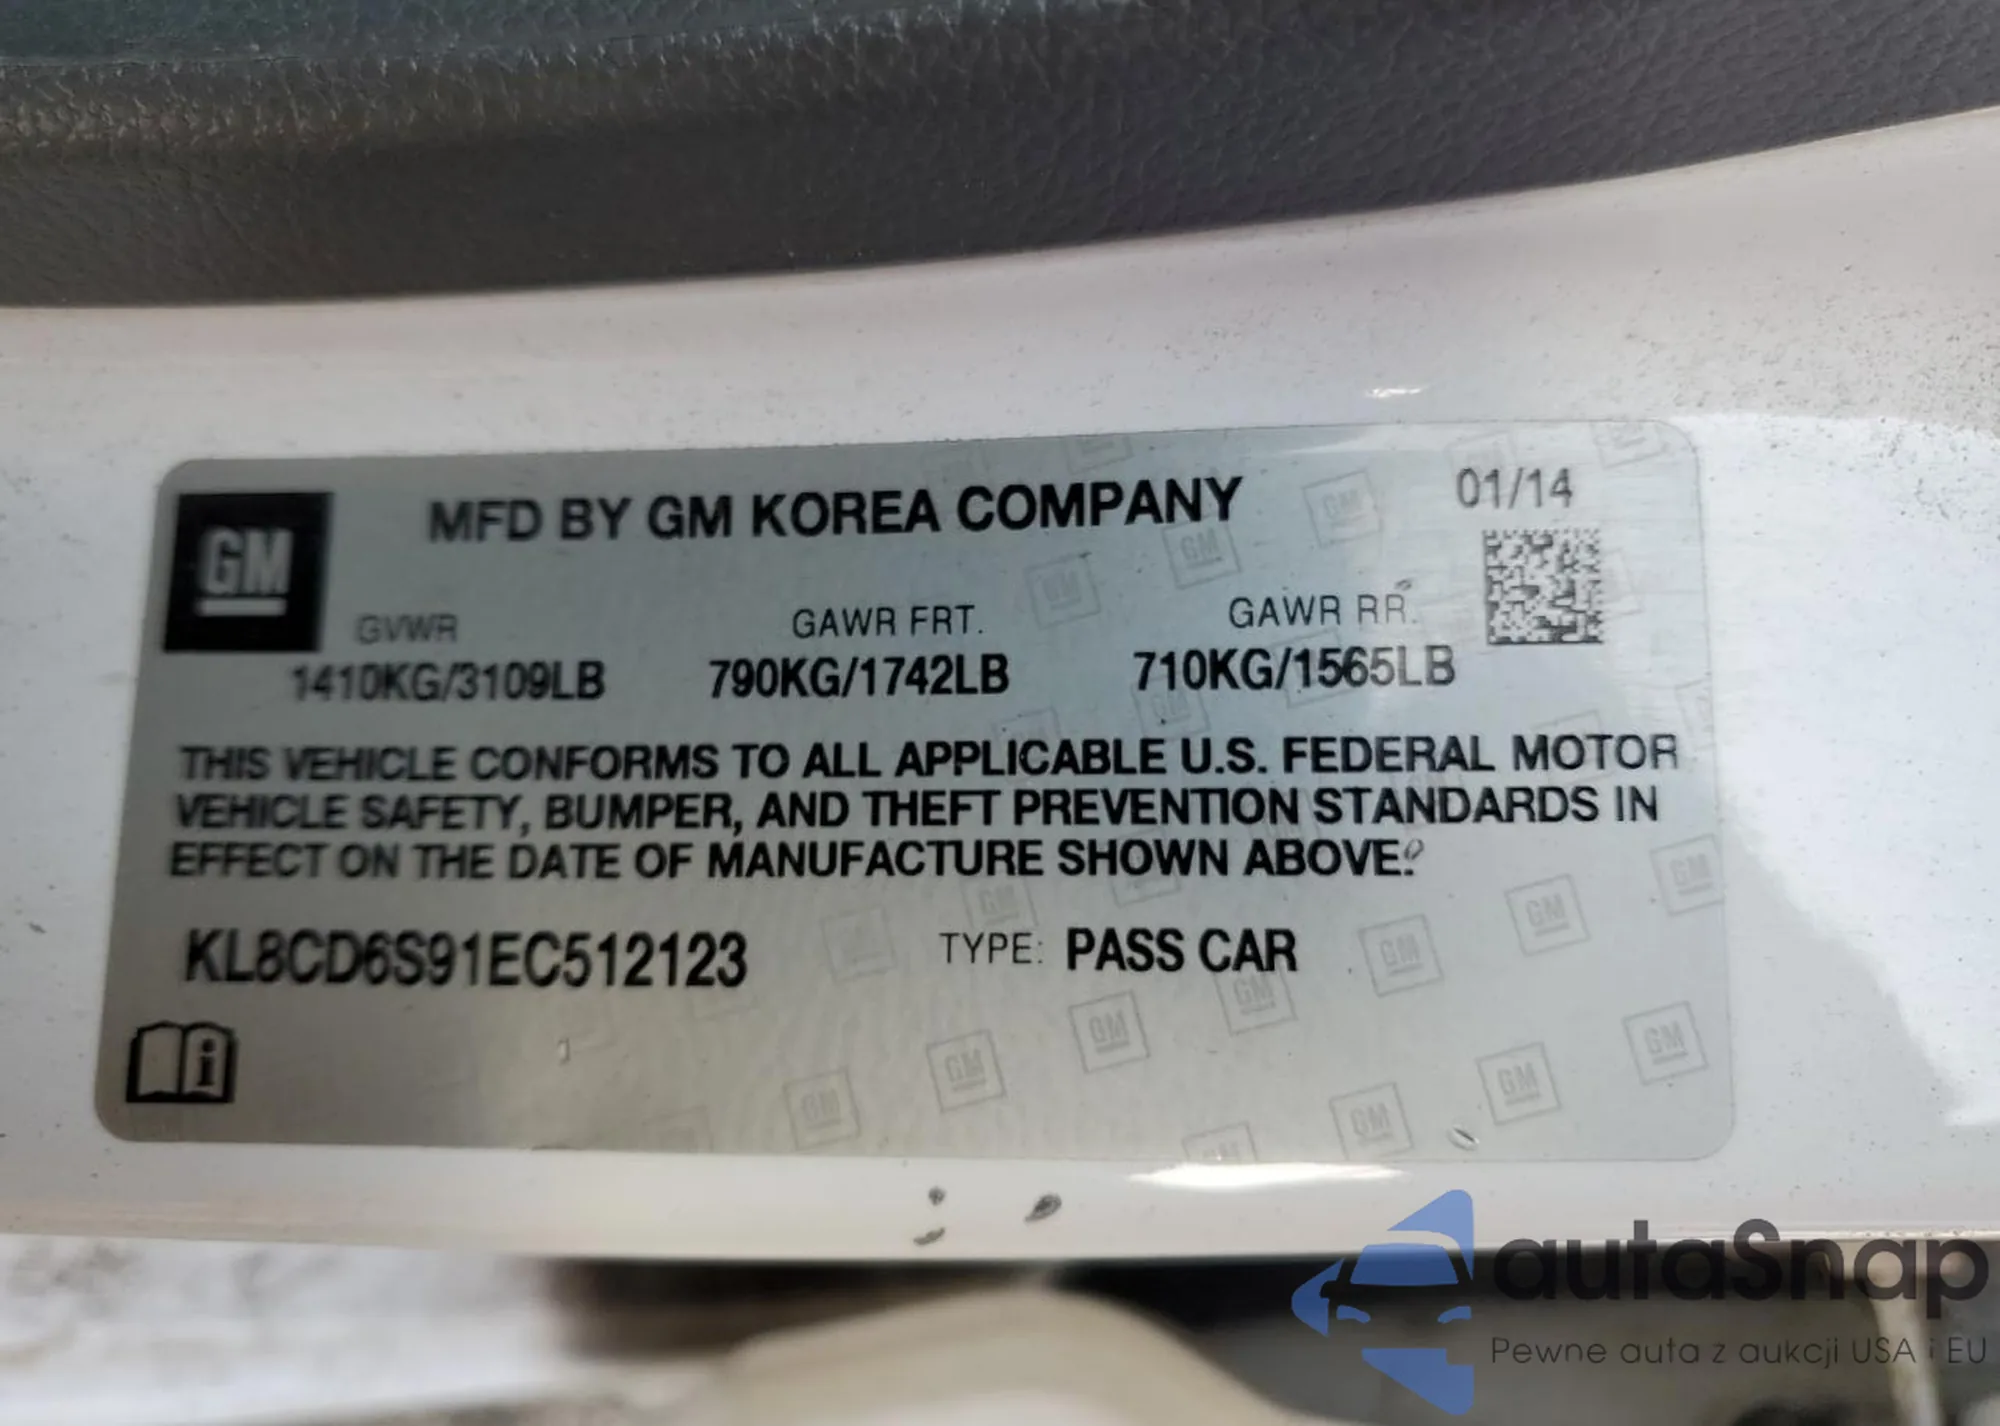 MFD BY GM KOREA COMPANY
01/14
GM
GVWR
GAWR FRT.
GAWR RR.
1410KG/3109LB
790KG/1742LB
710KG/1565LB
THIS VEHICLE CONFORMS TO ALL APPLICABLE U.S. FEDERAL MOTOR
VEHICLE SAFETY, BUMPER, AND THEFT PREVENTION STANDARDS IN
EFFECT ON THE DATE OF MANUFACTURE SHOWN ABOVE.
KL8CD6S91EC512123
TYPE: PASS CAR
i
autaSnap
Pewne auta z aukcji USA i EU